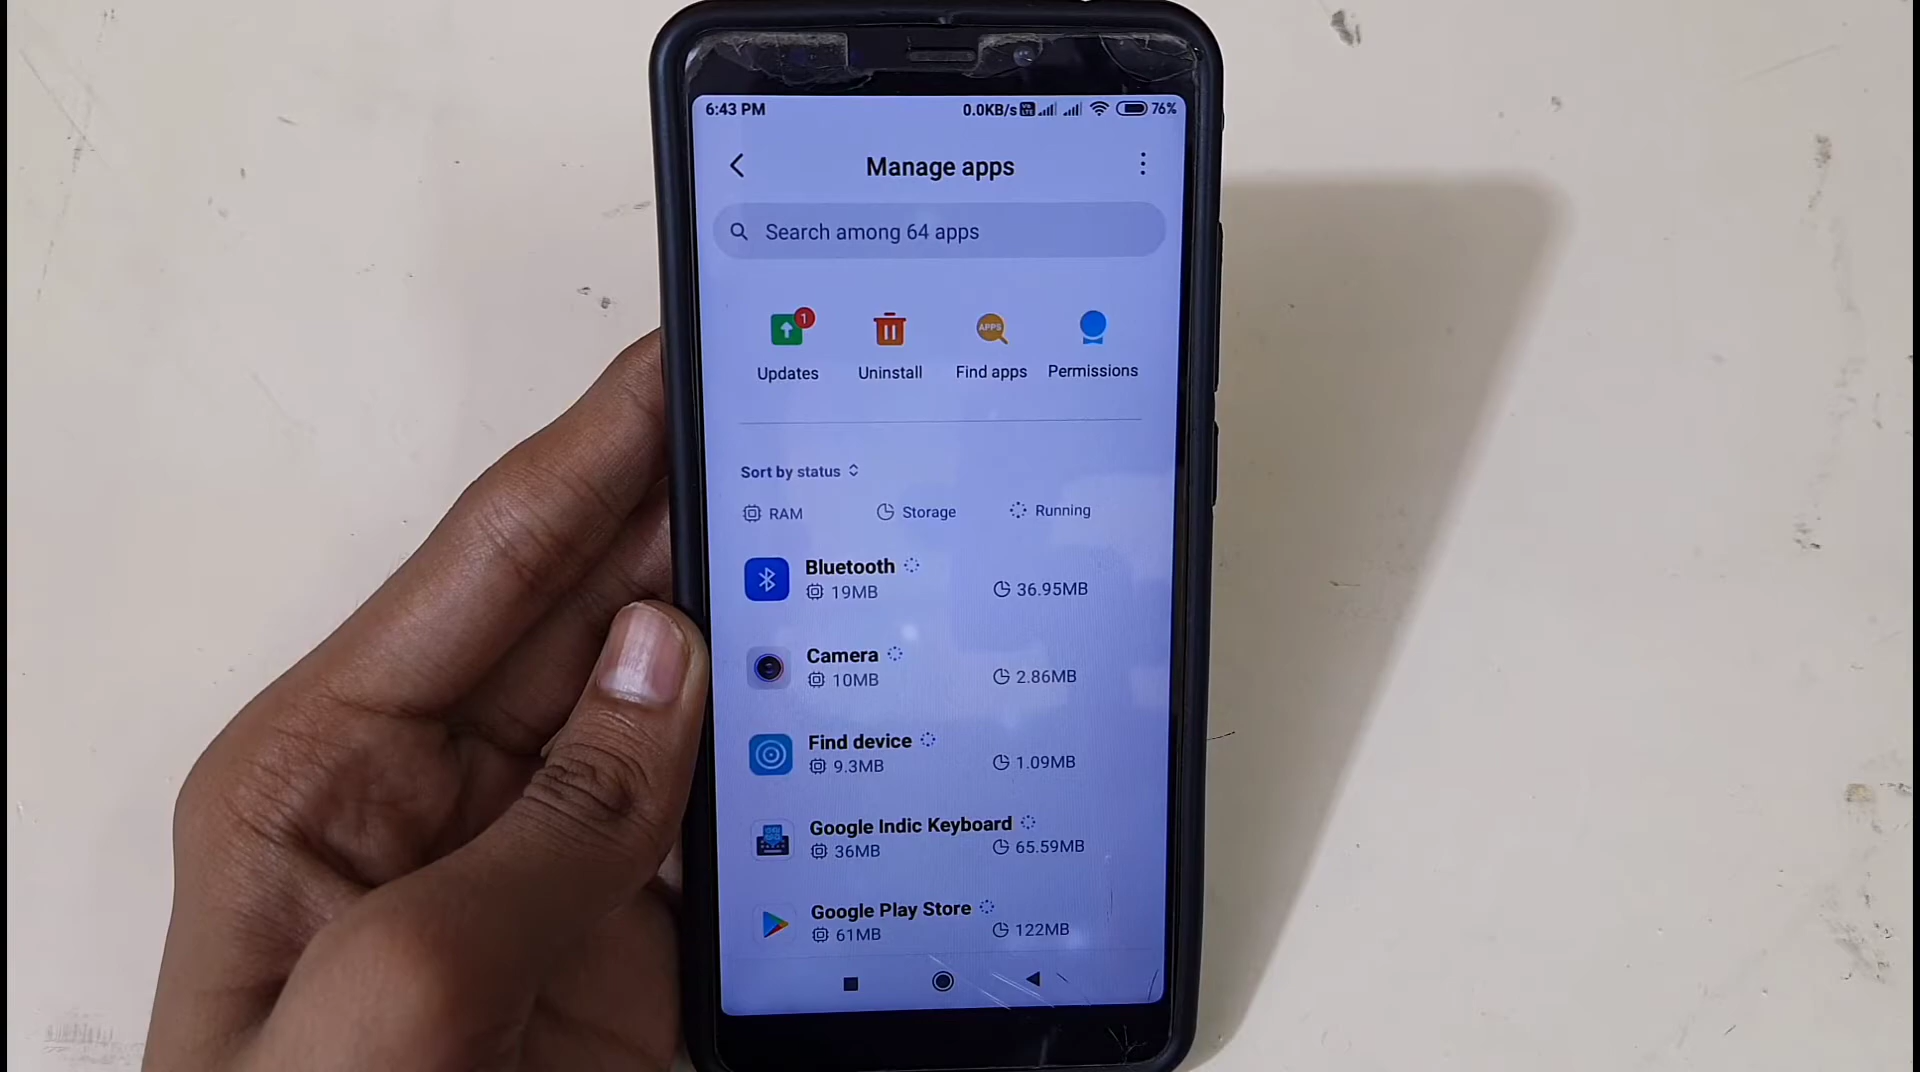 6:43 PM 0.0KB/s 76%
Manage apps
Search among 64 apps
1
APPS
Updates Uninstall Find apps Permissions
Sort by status
RAM Storage Running
Bluetooth
19MB 36.95MB
Camera
10MB 2.86MB
Find device
9.3MB 1.09MB
Google Indic Keyboard
36MB 65.59MB
Google Play Store
61MB 122MB